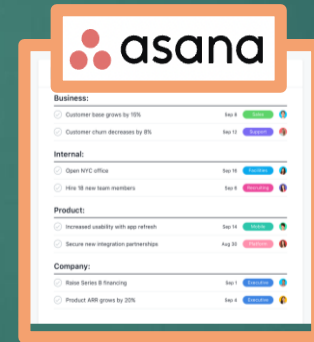 asana
Business:
Customer base grows by 10% Sep 8 Sales
Customer churn decreases by 8% Sep 12 Support
Internal:
Open NYC office Sep 16 Facilities
Hire 18 new team members Sep 6 Recruiting
Product:
Increased usability with app refresh Sep 14 Mobile
Secure new integration partnerships Aug 30 Platform
Company:
Raise Series B financing Sep 1 Executive
Product ARR grows by 20% Sep 4 Executive